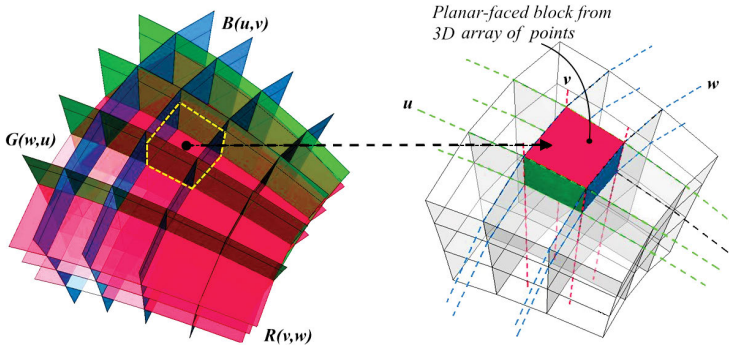 B(u,v)
G(w,u)
R(v,w)
Planar-faced block from
3D array of points
v
w
u